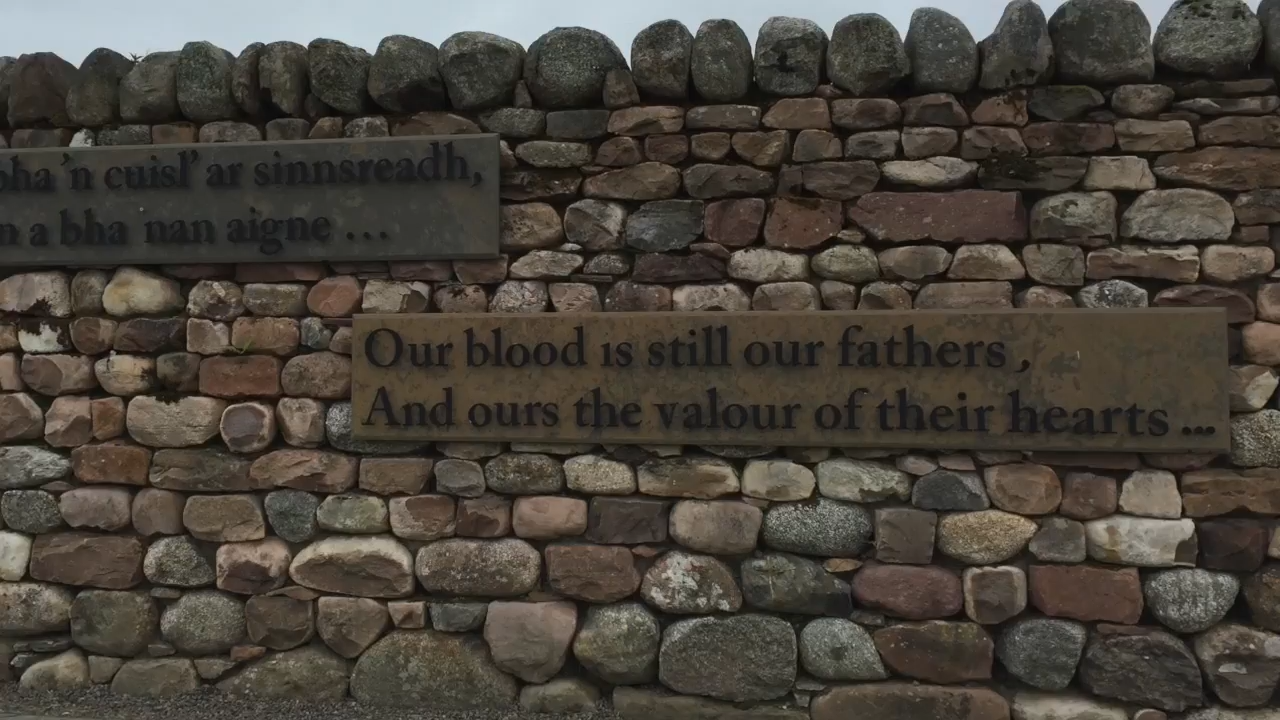 'n cuisl' ar sinnsreadh,
a bha nan aigne ...
Our blood is still our fathers,
And ours the valour of their hearts ...